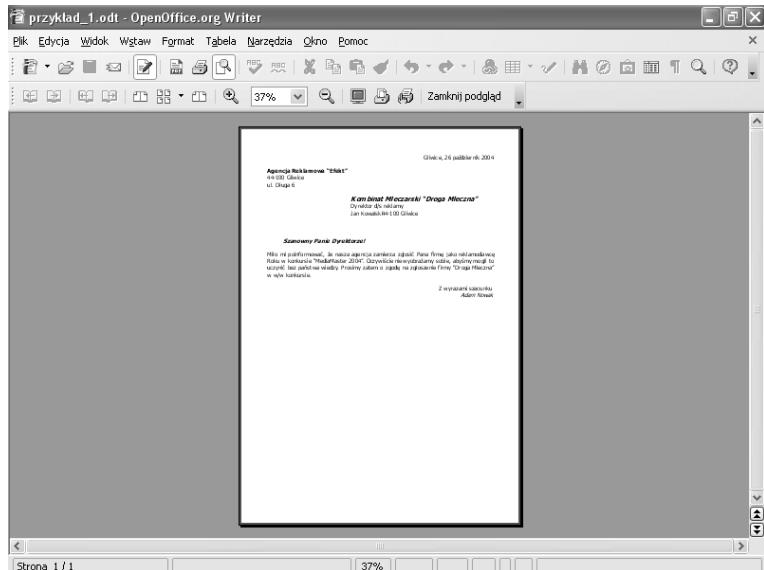 przykład_1.odt - OpenOffice.org Writer
Plik Edycja Widok Wstaw Format Tabela Narzędzia Okno Pomoc
37% Zamknij podgląd
Gliwice, 26 październik 2004
Agencja Reklamowa "Efekt"
44-100 Gliwice
ul. Długa 6
Kombinat Mleczarski "Droga Mleczna"
Dyrektor d/s reklamy
Jan Kowalski44-100 Gliwice
Szanowny Panie Dyrektorze!
Miło mi poinformować, że nasza agencja zamierza zgłosić Pana firmę jako reklamodawcę
Roku w konkursie "MediaMaster 2004". Oczywiście nie wyobrażamy sobie, abyśmy mogli to
uczynić bez państwa wiedzy. Prosimy zatem o zgodę na zgłoszenie firmy "Droga Mleczna"
w w/w konkursie.
Z wyrazami szacunku
Adam Nowak
Strona 1 / 1 37%